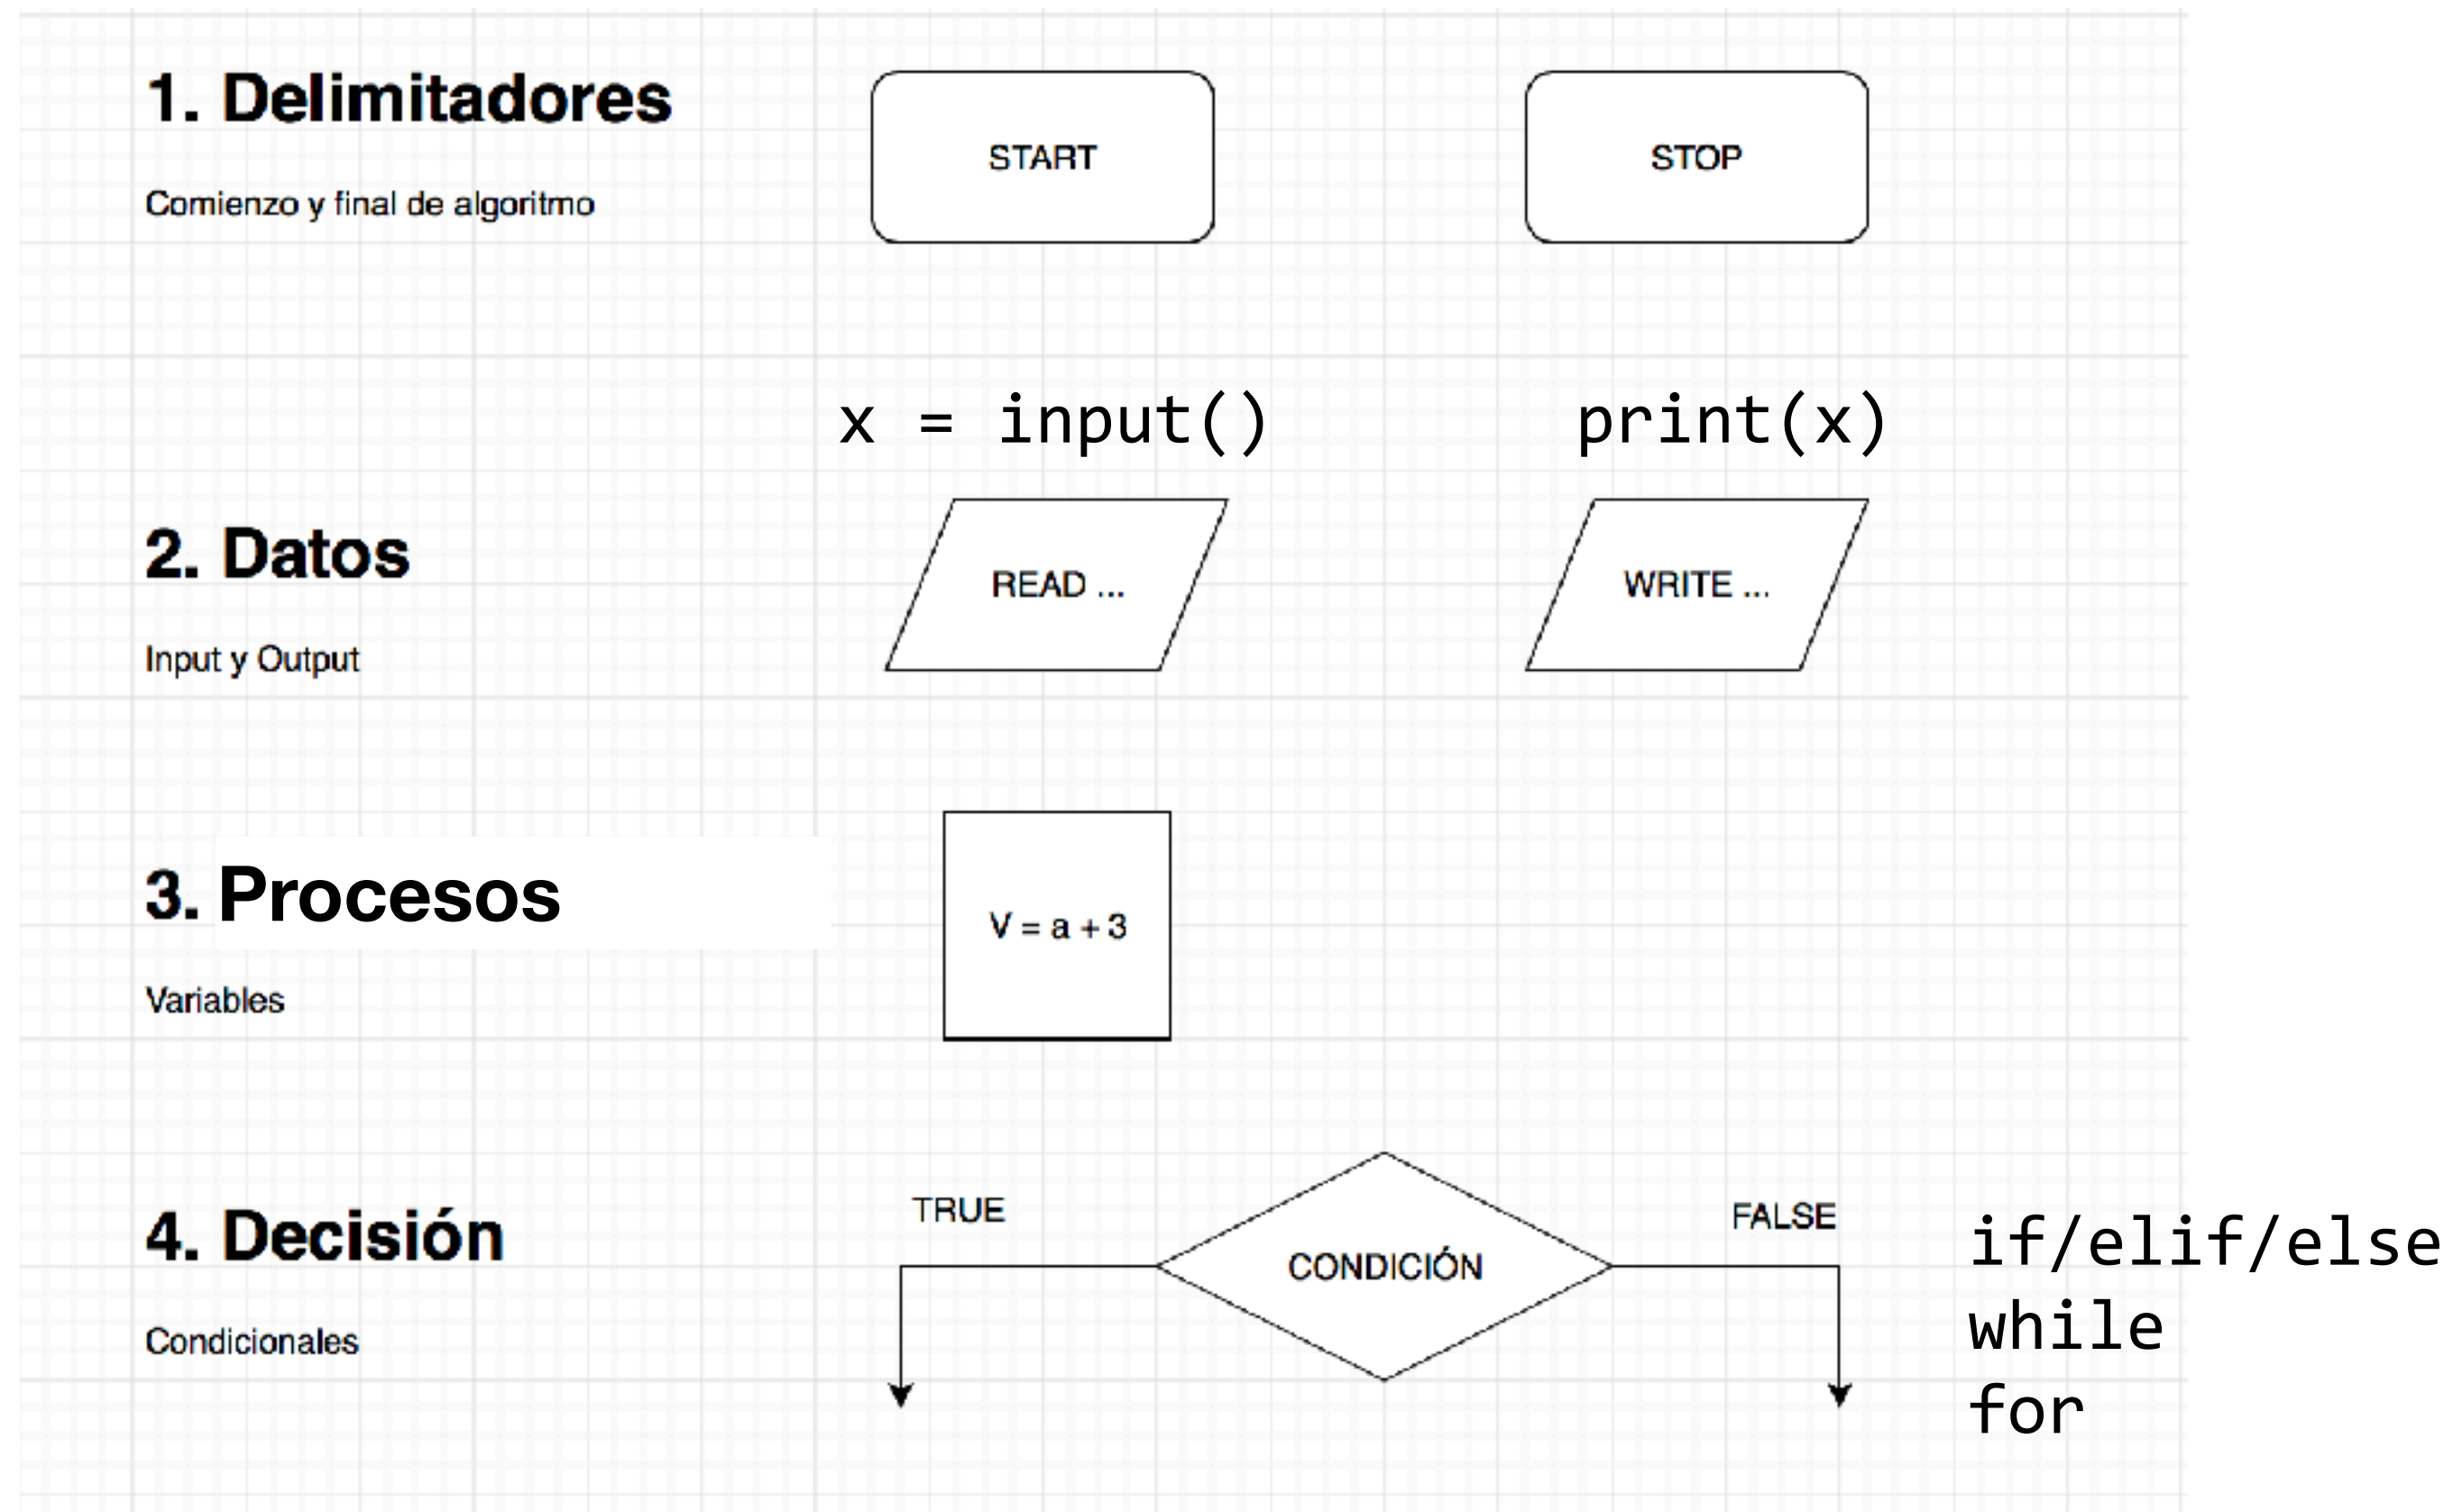 1. Delimitadores
START
STOP
Comienzo y final de algoritmo
x = input()
print(x)
2. Datos
READ ...
WRITE ...
Input y Output
3. Procesos
V = a + 3
Variables
4. Decisión
TRUE
CONDICIÓN
FALSE
Condicionales
if/elif/else
while
for